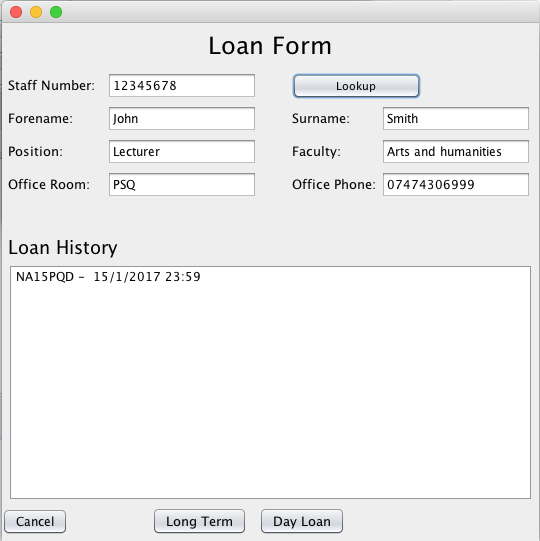 Loan Form
Staff Number: 12345678 Lookup
Forename: John Surname: Smith
Position: Lecturer Faculty: Arts and humanities
Office Room: PSQ Office Phone: 07474306999
Loan History
NA15PQD - 15/1/2017 23:59
Cancel Long Term Day Loan